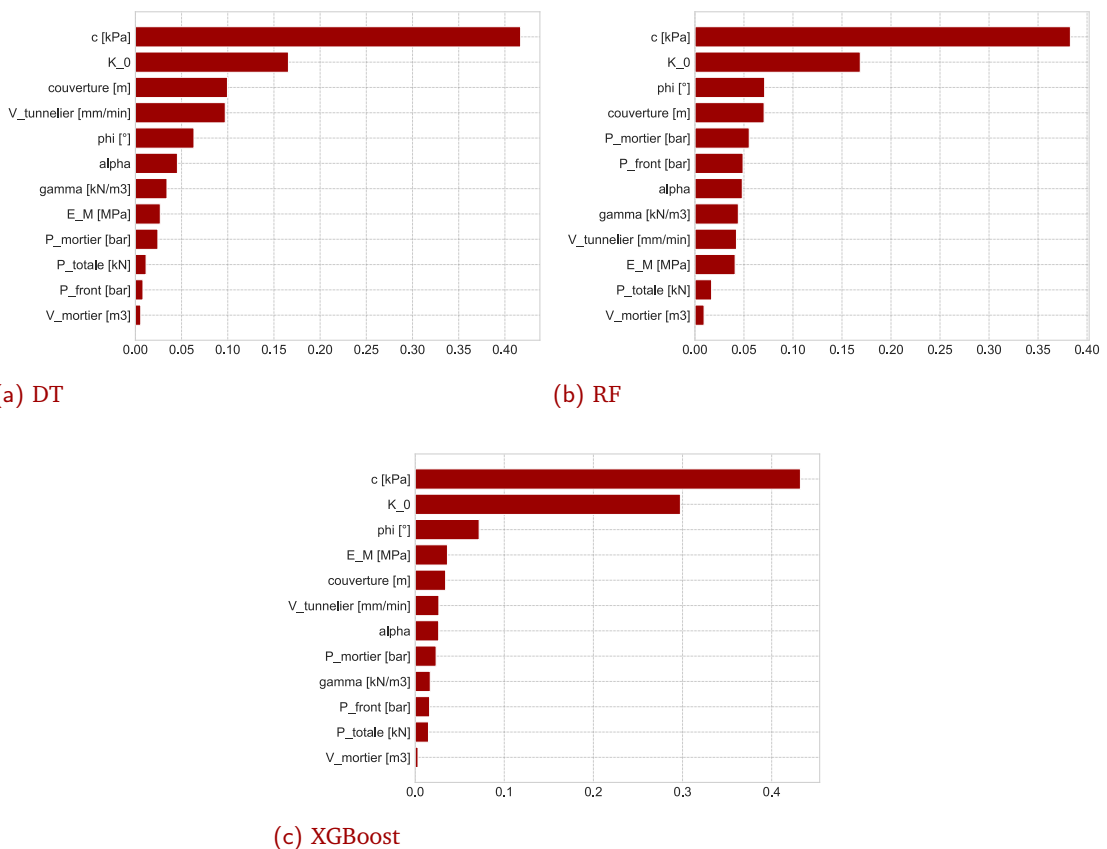 c [kPa]
K_0
couverture [m]
V_tunnelier [mm/min]
phi [°]
alpha
gamma [kN/m3]
E_M [MPa]
P_mortier [bar]
P_totale [kN]
P_front [bar]
V_mortier [m3]
0.00 0.05 0.10 0.15 0.20 0.25 0.30 0.35 0.40
(a) DT
c [kPa]
K_0
phi [°]
couverture [m]
P_mortier [bar]
P_front [bar]
alpha
gamma [kN/m3]
V_tunnelier [mm/min]
E_M [MPa]
P_totale [kN]
V_mortier [m3]
0.00 0.05 0.10 0.15 0.20 0.25 0.30 0.35 0.40
(b) RF
c [kPa]
K_0
phi [°]
E_M [MPa]
couverture [m]
V_tunnelier [mm/min]
alpha
P_mortier [bar]
gamma [kN/m3]
P_front [bar]
P_totale [kN]
V_mortier [m3]
0.0 0.1 0.2 0.3 0.4
(c) XGBoost